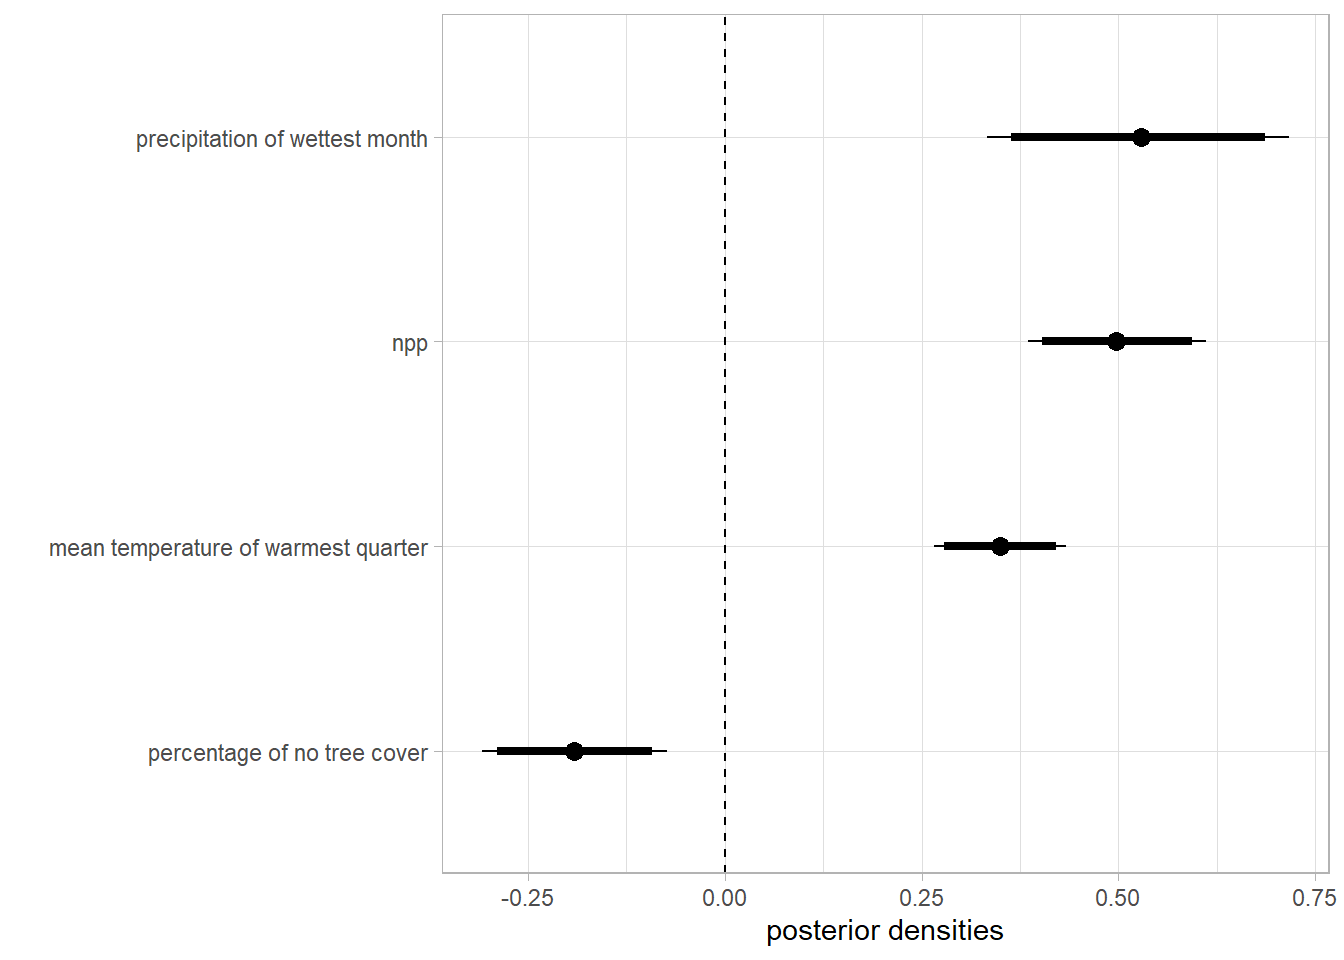 precipitation of wettest month
npp
mean temperature of warmest quarter
percentage of no tree cover
-0.25 0.00 0.25 0.50 0.75
posterior densities